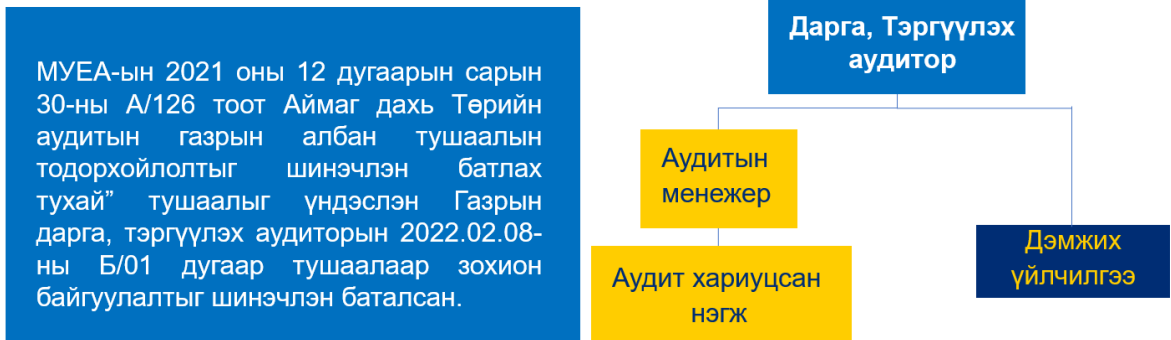 МУЕА-ын 2021 оны 12 дугаарын сарын
30-ны А/126 тоот Аймаг дахь Төрийн
аудитын газрын албан тушаалын
тодорхойлолтыг шинэчлэн батлах
тухай” тушаалыг үндэслэн Газрын
дарга, тэргүүлэх аудиторын 2022.02.08-
ны Б/01 дугаар тушаалаар зохион
байгуулалтыг шинэчлэн баталсан.
Дарга, Тэргүүлэх
аудитор
Аудитын
менежер
Аудит хариуцсан
нэгж
Дэмжих
үйлчилгээ